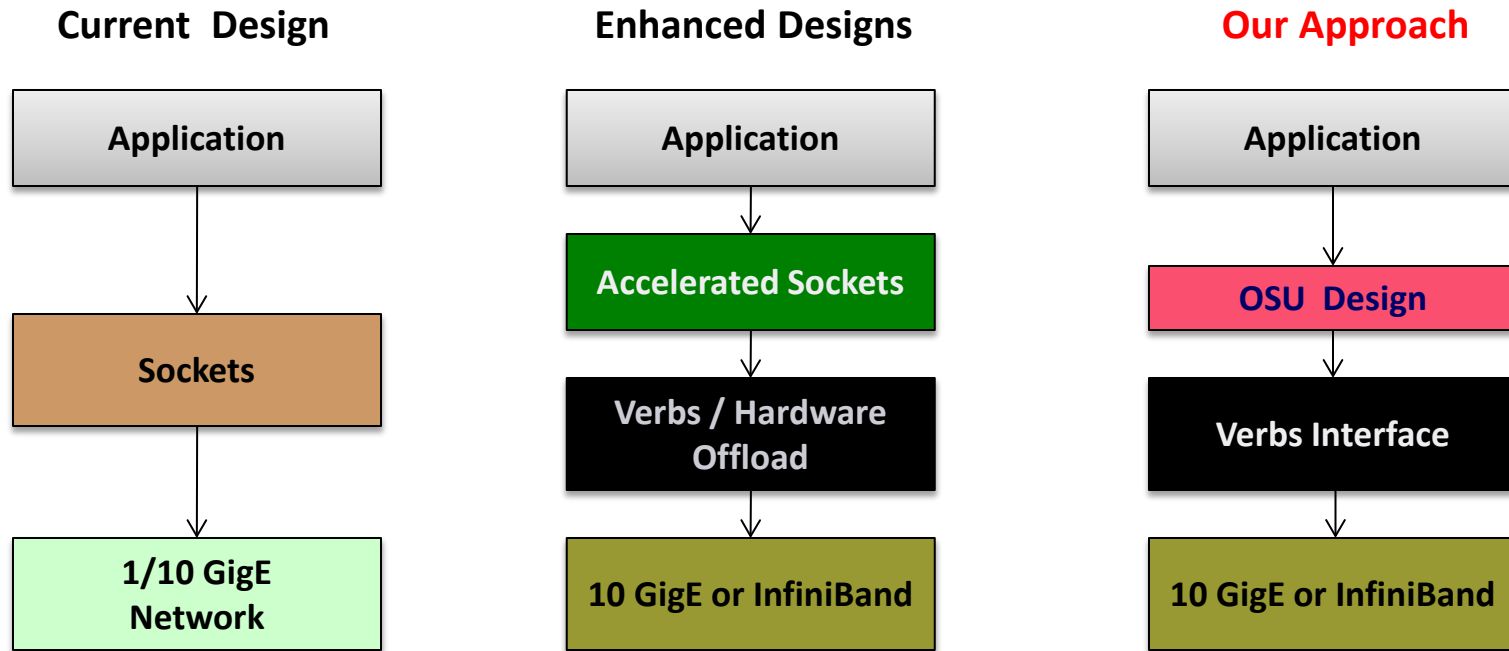 Current  Design
Enhanced Designs
Our Approach
Application
Application
Application
Accelerated Sockets
OSU  Design
Sockets
Verbs / Hardware
Offload
Verbs Interface
1/10 GigE
Network
10 GigE or InfiniBand
10 GigE or InfiniBand